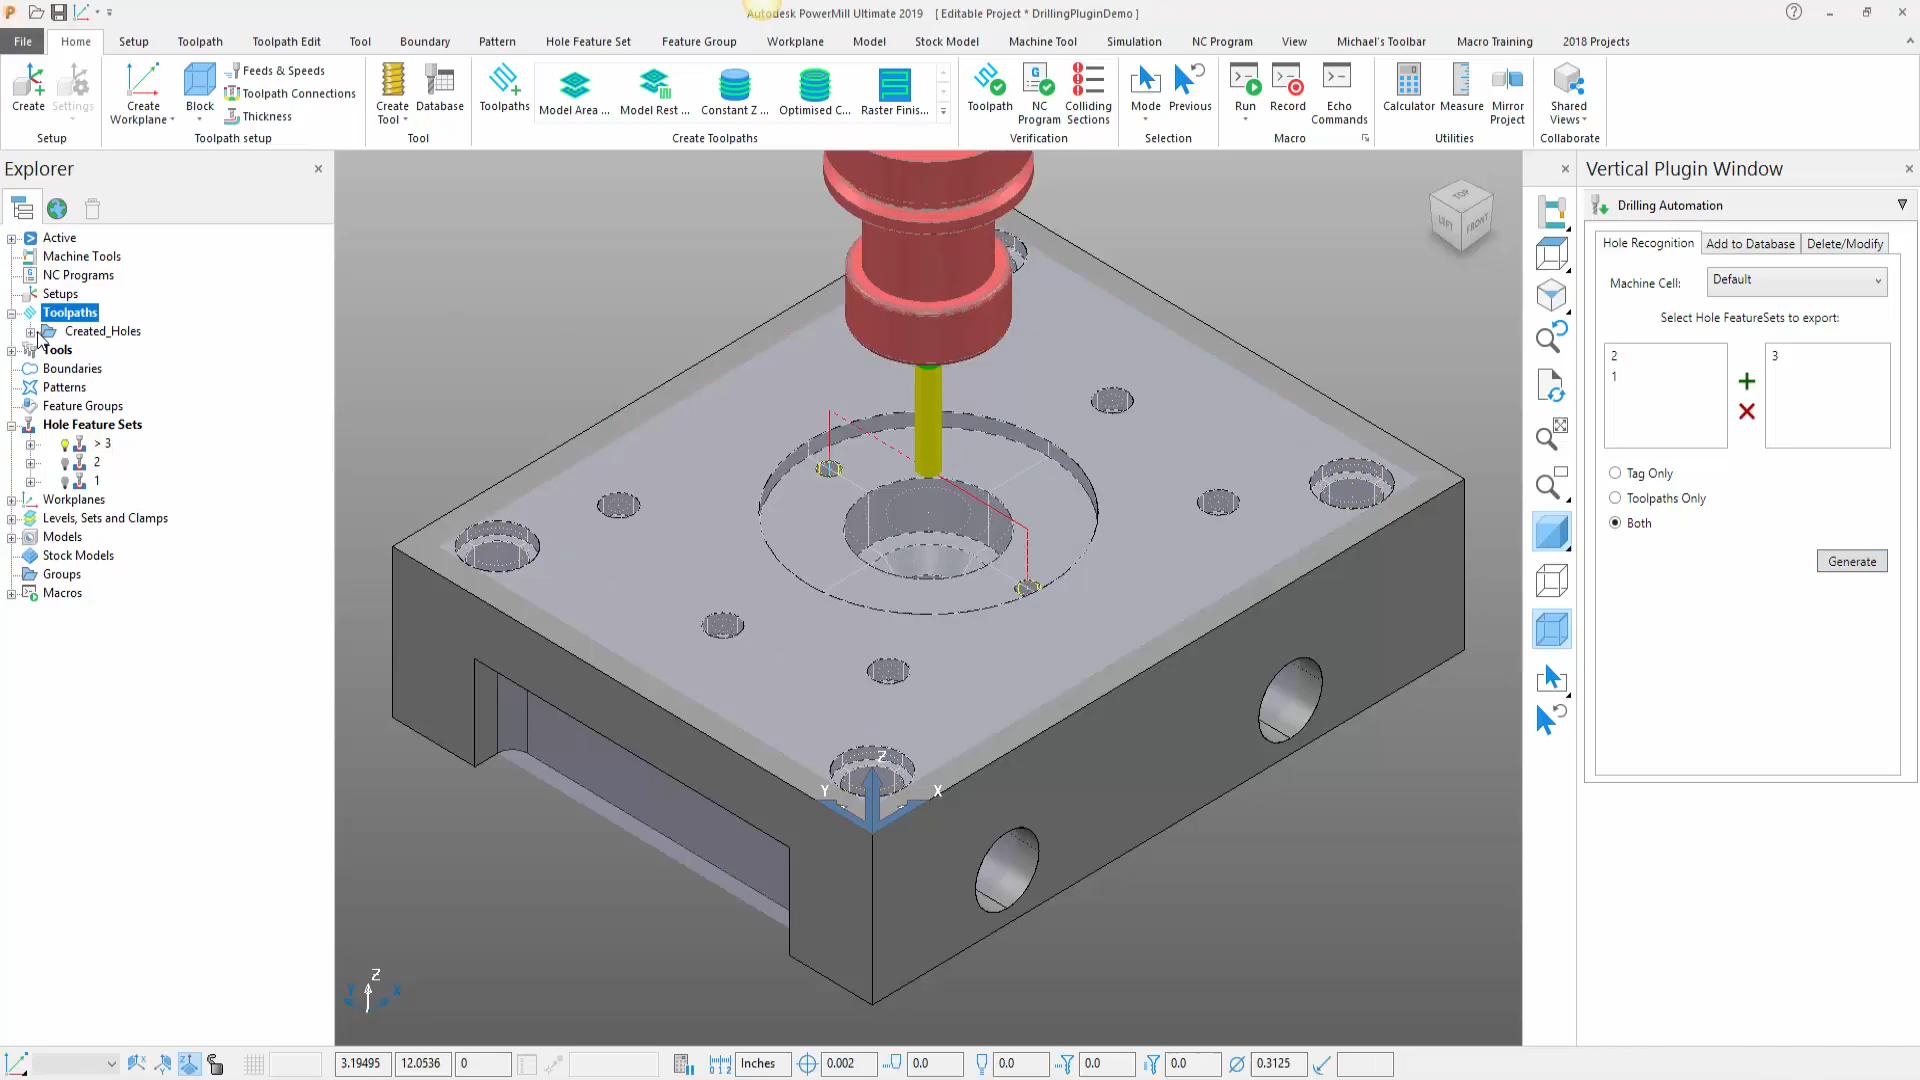 Autodesk PowerMill Ultimate 2019 [ Editable Project * DrillingPluginDemo ]
File Home Setup Toolpath Toolpath Edit Tool Boundary Pattern Hole Feature Set Feature Group Workplane Model Stock Model Machine Tool Simulation NC Program View Michael's Toolbar Macro Training 2018 Projects
Create
Settings
Setup
Create Workplane
Block
Feeds & Speeds
Toolpath Connections
Thickness
Toolpath setup
Create Tool
Database
Tool
Toolpaths
Model Area ...
Model Rest ...
Constant Z ...
Optimised C...
Raster Finis...
Create Toolpaths
Toolpath
NC Program
Colliding Sections
Verification
Mode
Previous
Selection
Run
Record
Echo Commands
Macro
Calculator
Measure
Mirror Project
Utilities
Shared Views
Collaborate
Explorer
Active
Machine Tools
NC Programs
Setups
Toolpaths
Created_Holes
Tools
Boundaries
Patterns
Feature Groups
Hole Feature Sets
> 3
2
1
Workplanes
Levels, Sets and Clamps
Models
Stock Models
Groups
Macros
TOP
LEFT
FRONT
Z
Y
X
Z
Y
X
Vertical Plugin Window
Drilling Automation
Hole Recognition Add to Database Delete/Modify
Machine Cell: Default
Select Hole FeatureSets to export:
2
1
3
Tag Only
Toolpaths Only
Both
Generate
3.19495 12.0536 0 Inches 0.002 0.0 0.0 0.0 0.0 0.3125